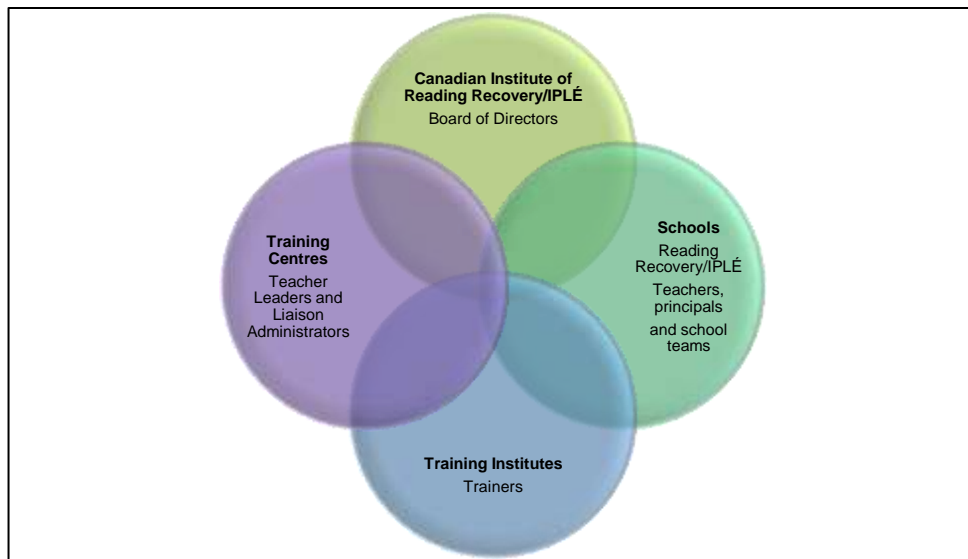 Canadian Institute of
Reading Recovery/IPLÉ
Board of Directors
Training
Centres
Teacher
Leaders and
Liaison
Administrators
Schools
Reading
Recovery/IPLÉ
Teachers,
principals
and school
teams
Training Institutes
Trainers